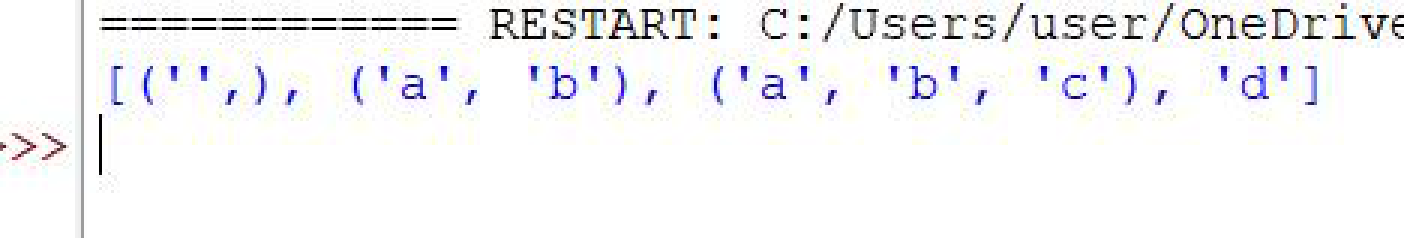 ============ RESTART: C:/Users/user/OneDrive
[('',), ('a', 'b'), ('a', 'b', 'c'), 'd']
>>>